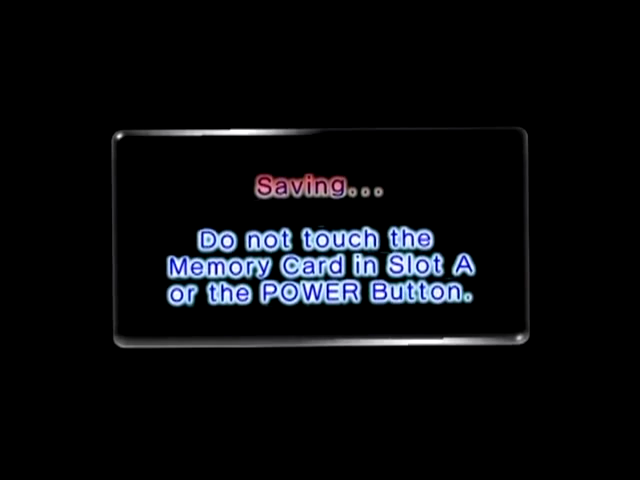 Saving...
Do not touch the
Memory Card in Slot A
or the POWER Button.